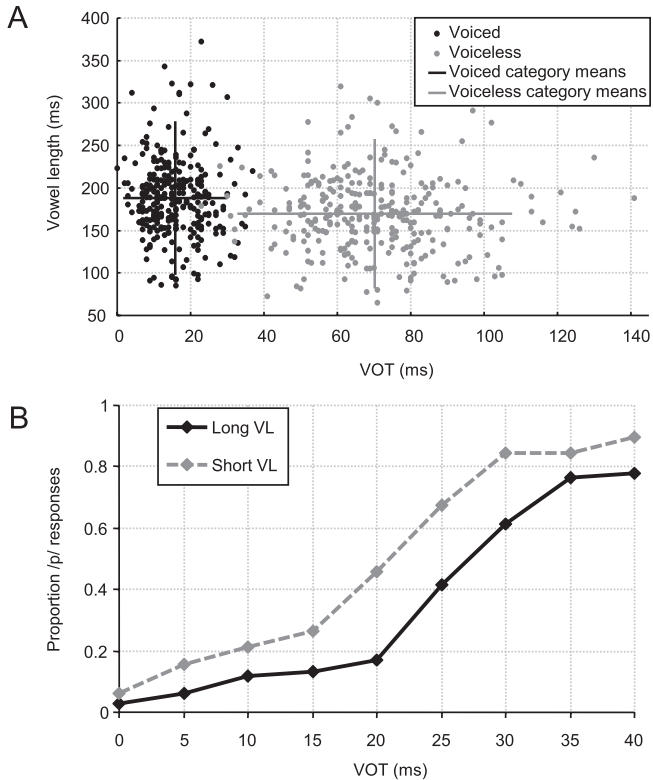 A
400
350
300
250
200
150
100
50
Vowel length (ms)
Voiced
Voiceless
Voiced category means
Voiceless category means
0 20 40 60 80 100 120 140
VOT (ms)
B
1
0.8
0.6
0.4
0.2
0
Proportion /p/ responses
Long VL
Short VL
0 5 10 15 20 25 30 35 40
VOT (ms)